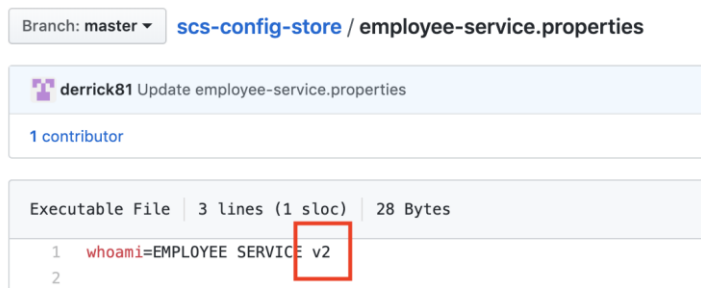 Branch: master
scs-config-store / employee-service.properties
derrick81 Update employee-service.properties
1 contributor
Executable File 3 lines (1 sloc) 28 Bytes
1 whoami=EMPLOYEE SERVICE v2
2